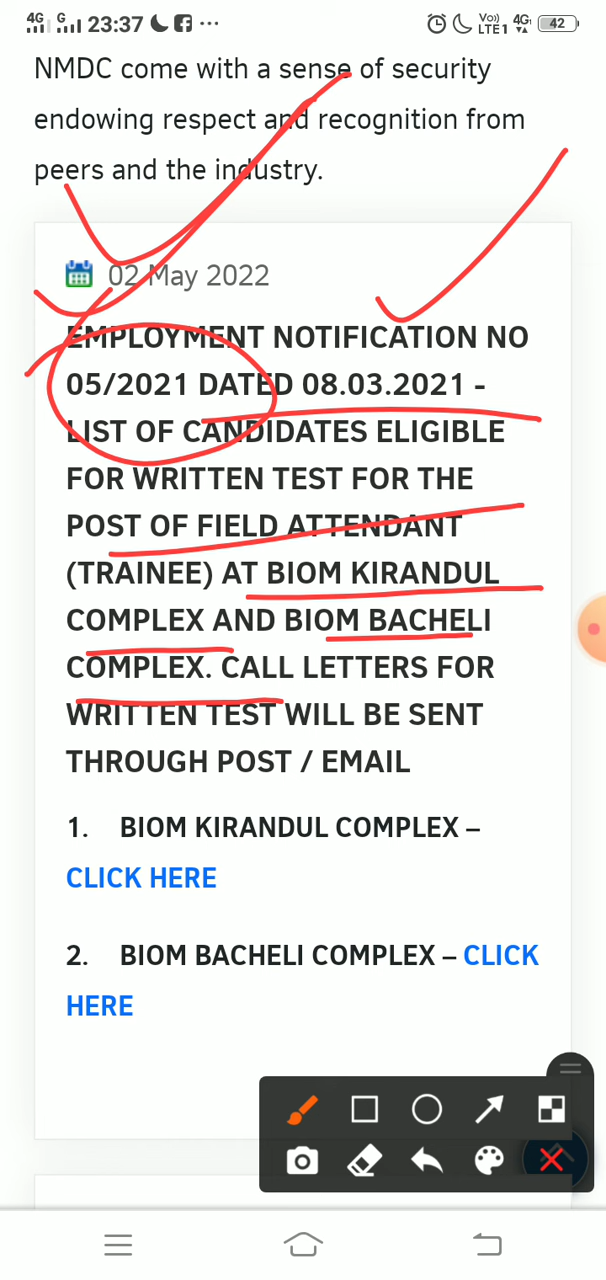 4G G 23:37 ... Vo)) LTE1 4G 42
NMDC come with a sense of security
endowing respect and recognition from
peers and the industry.
02 May 2022
EMPLOYMENT NOTIFICATION NO
05/2021 DATED 08.03.2021 -
LIST OF CANDIDATES ELIGIBLE
FOR WRITTEN TEST FOR THE
POST OF FIELD ATTENDANT
(TRAINEE) AT BIOM KIRANDUL
COMPLEX AND BIOM BACHELI
COMPLEX. CALL LETTERS FOR
WRITTEN TEST WILL BE SENT
THROUGH POST / EMAIL
1. BIOM KIRANDUL COMPLEX –
CLICK HERE
2. BIOM BACHELI COMPLEX – CLICK
HERE